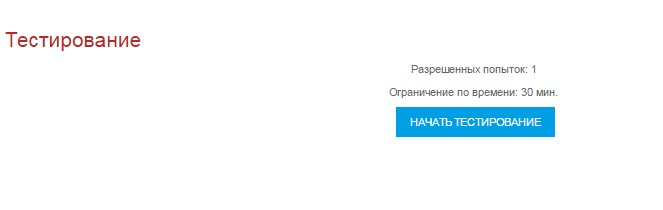 Тестирование
Разрешенных попыток: 1
Ограничение по времени: 30 мин.
НАЧАТЬ ТЕСТИРОВАНИЕ